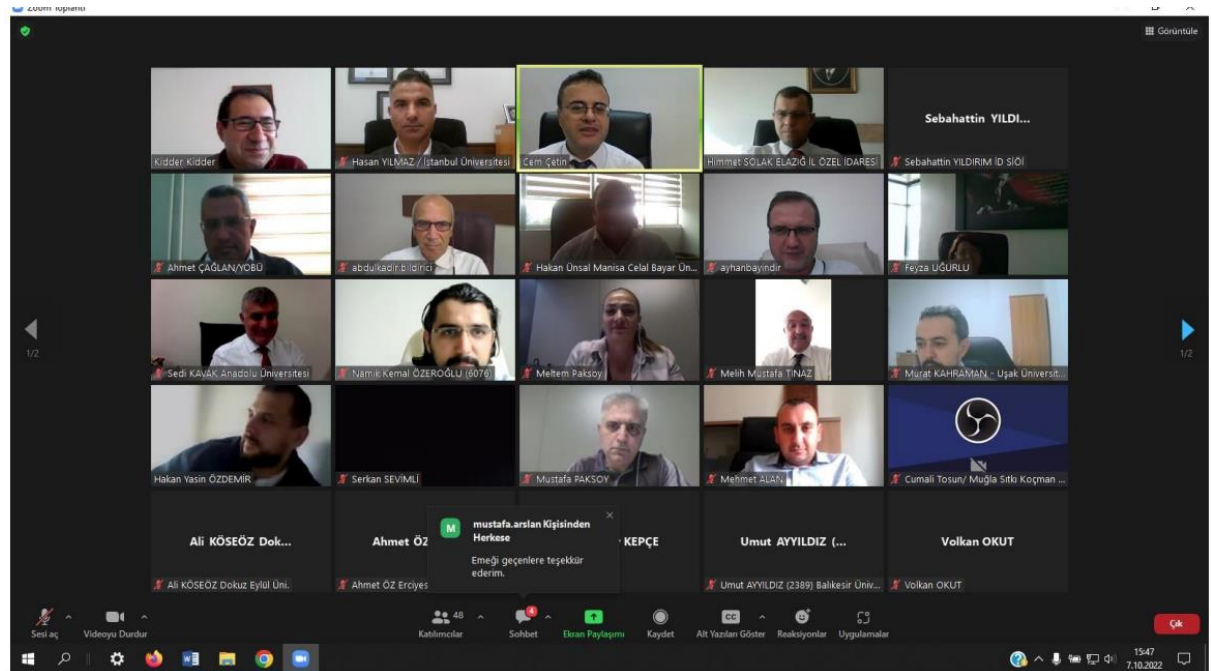 Zoom Toplantı
Görüntüle
Kidder Kidder
Hasan YILMAZ / İstanbul Üniversitesi
Cem Çetin
Himmet SOLAK ELAZIĞ İL ÖZEL İDARESİ
Sebahattin YILDI...
Sebahattin YILDIRIM İD SİÖİ
Ahmet ÇAĞLAN/YOBÜ
abdulkadir bildirici
Hakan Ünsal Manisa Celal Bayar Ün...
ayhanbayindir
Feyza UĞURLU
1/2
1/2
Sedi KAVAK Anadolu Üniversitesi
Namık Kemal ÖZEROĞLU (6076)
Meltem Paksoy
Melih Mustafa TINAZ
Murat KAHRAMAN - Uşak Üniversit...
Hakan Yasin ÖZDEMİR
Serkan SEVİMLİ
Mustafa PAKSOY
Mehmet ALAN
Cumali Tosun/ Muğla Sıtkı Koçman ...
M
mustafa.arslan Kişisinden
Herkese
Emeği geçenlere teşekkür
ederim.
Ali KÖSEÖZ Dok...
Ahmet ÖZ
KEPÇE
Umut AYYILDIZ (...
Volkan OKUT
Ali KÖSEÖZ Dokuz Eylül Üni.
Ahmet ÖZ Erciyes
Umut AYYILDIZ (2389) Balıkesir Üniv...
Volkan OKUT
Sesi aç
Videoyu Durdur
48
Katılımcılar
4
Sohbet
Ekran Paylaşımı
Kaydet
CC
Alt Yazıları Göster
Reaksiyonlar
Uygulamalar
Çık
15:47
7.10.2022